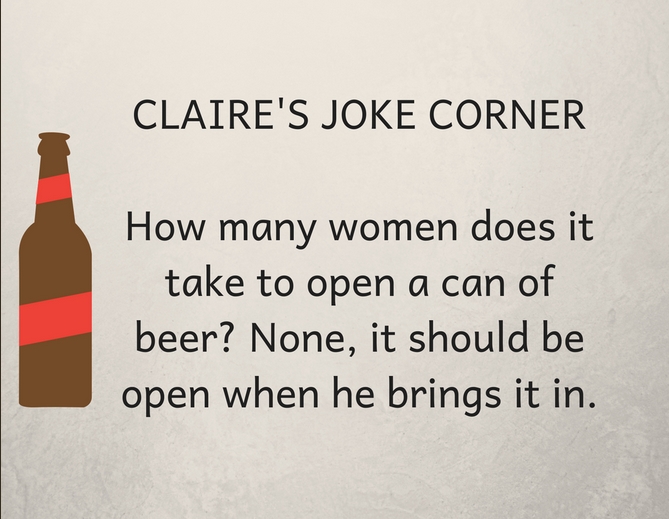 CLAIRE'S JOKE CORNER
How many women does it
take to open a can of
beer? None, it should be
open when he brings it in.